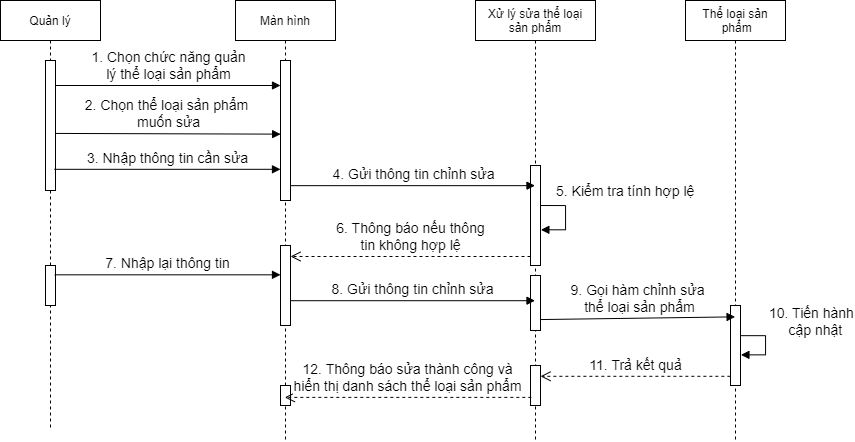 Quản lý
Màn hình
Xử lý sửa thể loại
sản phẩm
Thể loại sản
phẩm
1. Chọn chức năng quản
lý thể loại sản phẩm
2. Chọn thể loại sản phẩm
muốn sửa
3. Nhập thông tin cần sửa
4. Gửi thông tin chỉnh sửa
5. Kiểm tra tính hợp lệ
6. Thông báo nếu thông
tin không hợp lệ
7. Nhập lại thông tin
8. Gửi thông tin chỉnh sửa
9. Gọi hàm chỉnh sửa
thể loại sản phẩm
10. Tiến hành
cập nhật
11. Trả kết quả
12. Thông báo sửa thành công và
hiển thị danh sách thể loại sản phẩm